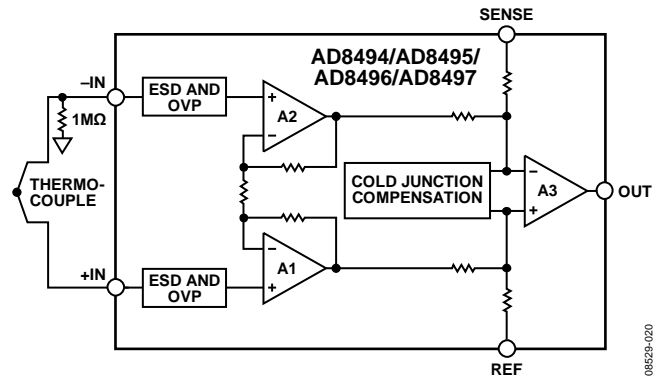 SENSE
AD8494/AD8495/
AD8496/AD8497
–IN
ESD AND
OVP
+
A2
–
1MΩ
THERMO-
COUPLE
COLD JUNCTION
COMPENSATION
–
A3
+
OUT
–
A1
+
+IN
ESD AND
OVP
REF
08529-020